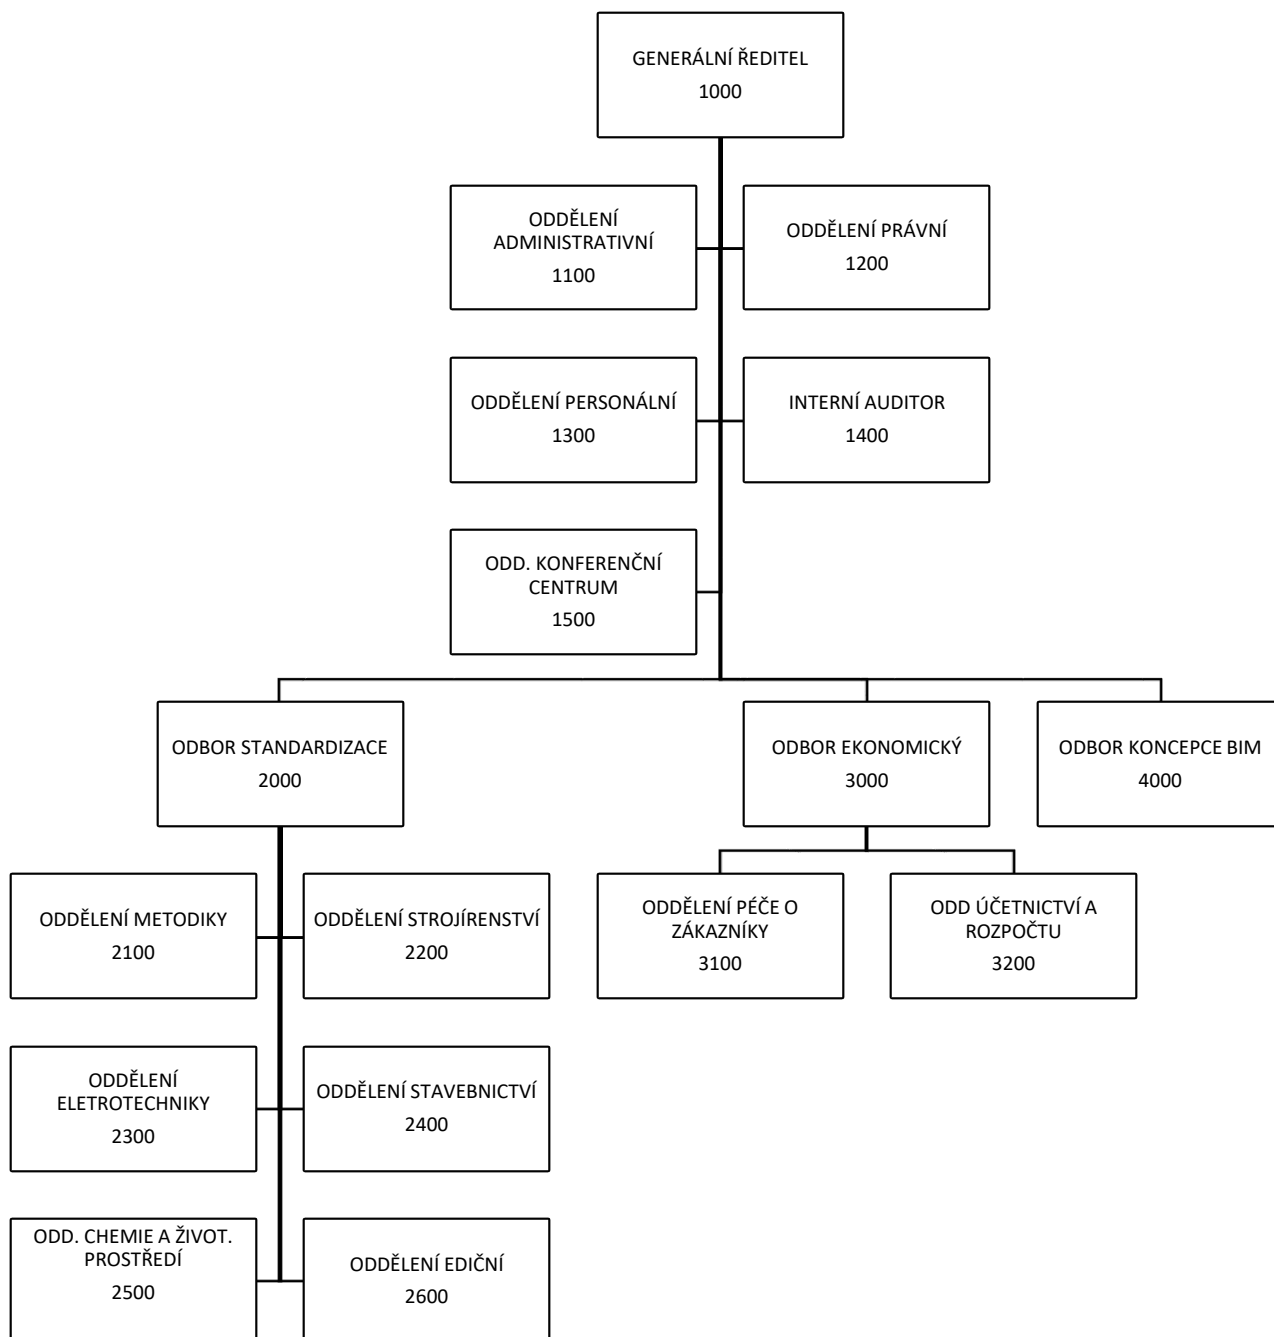 GENERÁLNÍ ŘEDITEL
1000
ODDĚLENÍ
ADMINISTRATIVNÍ
1100
ODDĚLENÍ PRÁVNÍ
1200
ODDĚLENÍ PERSONÁLNÍ
1300
INTERNÍ AUDITOR
1400
ODD. KONFERENČNÍ
CENTRUM
1500
ODBOR STANDARDIZACE
2000
ODBOR EKONOMICKÝ
3000
ODBOR KONCEPCE BIM
4000
ODDĚLENÍ METODIKY
2100
ODDĚLENÍ STROJÍRENSTVÍ
2200
ODDĚLENÍ PÉČE O
ZÁKAZNÍKY
3100
ODD ÚČETNICTVÍ A
ROZPOČTU
3200
ODDĚLENÍ
ELETROTECHNIKY
2300
ODDĚLENÍ STAVEBNICTVÍ
2400
ODD. CHEMIE A ŽIVOT.
PROSTŘEDÍ
2500
ODDĚLENÍ EDIČNÍ
2600